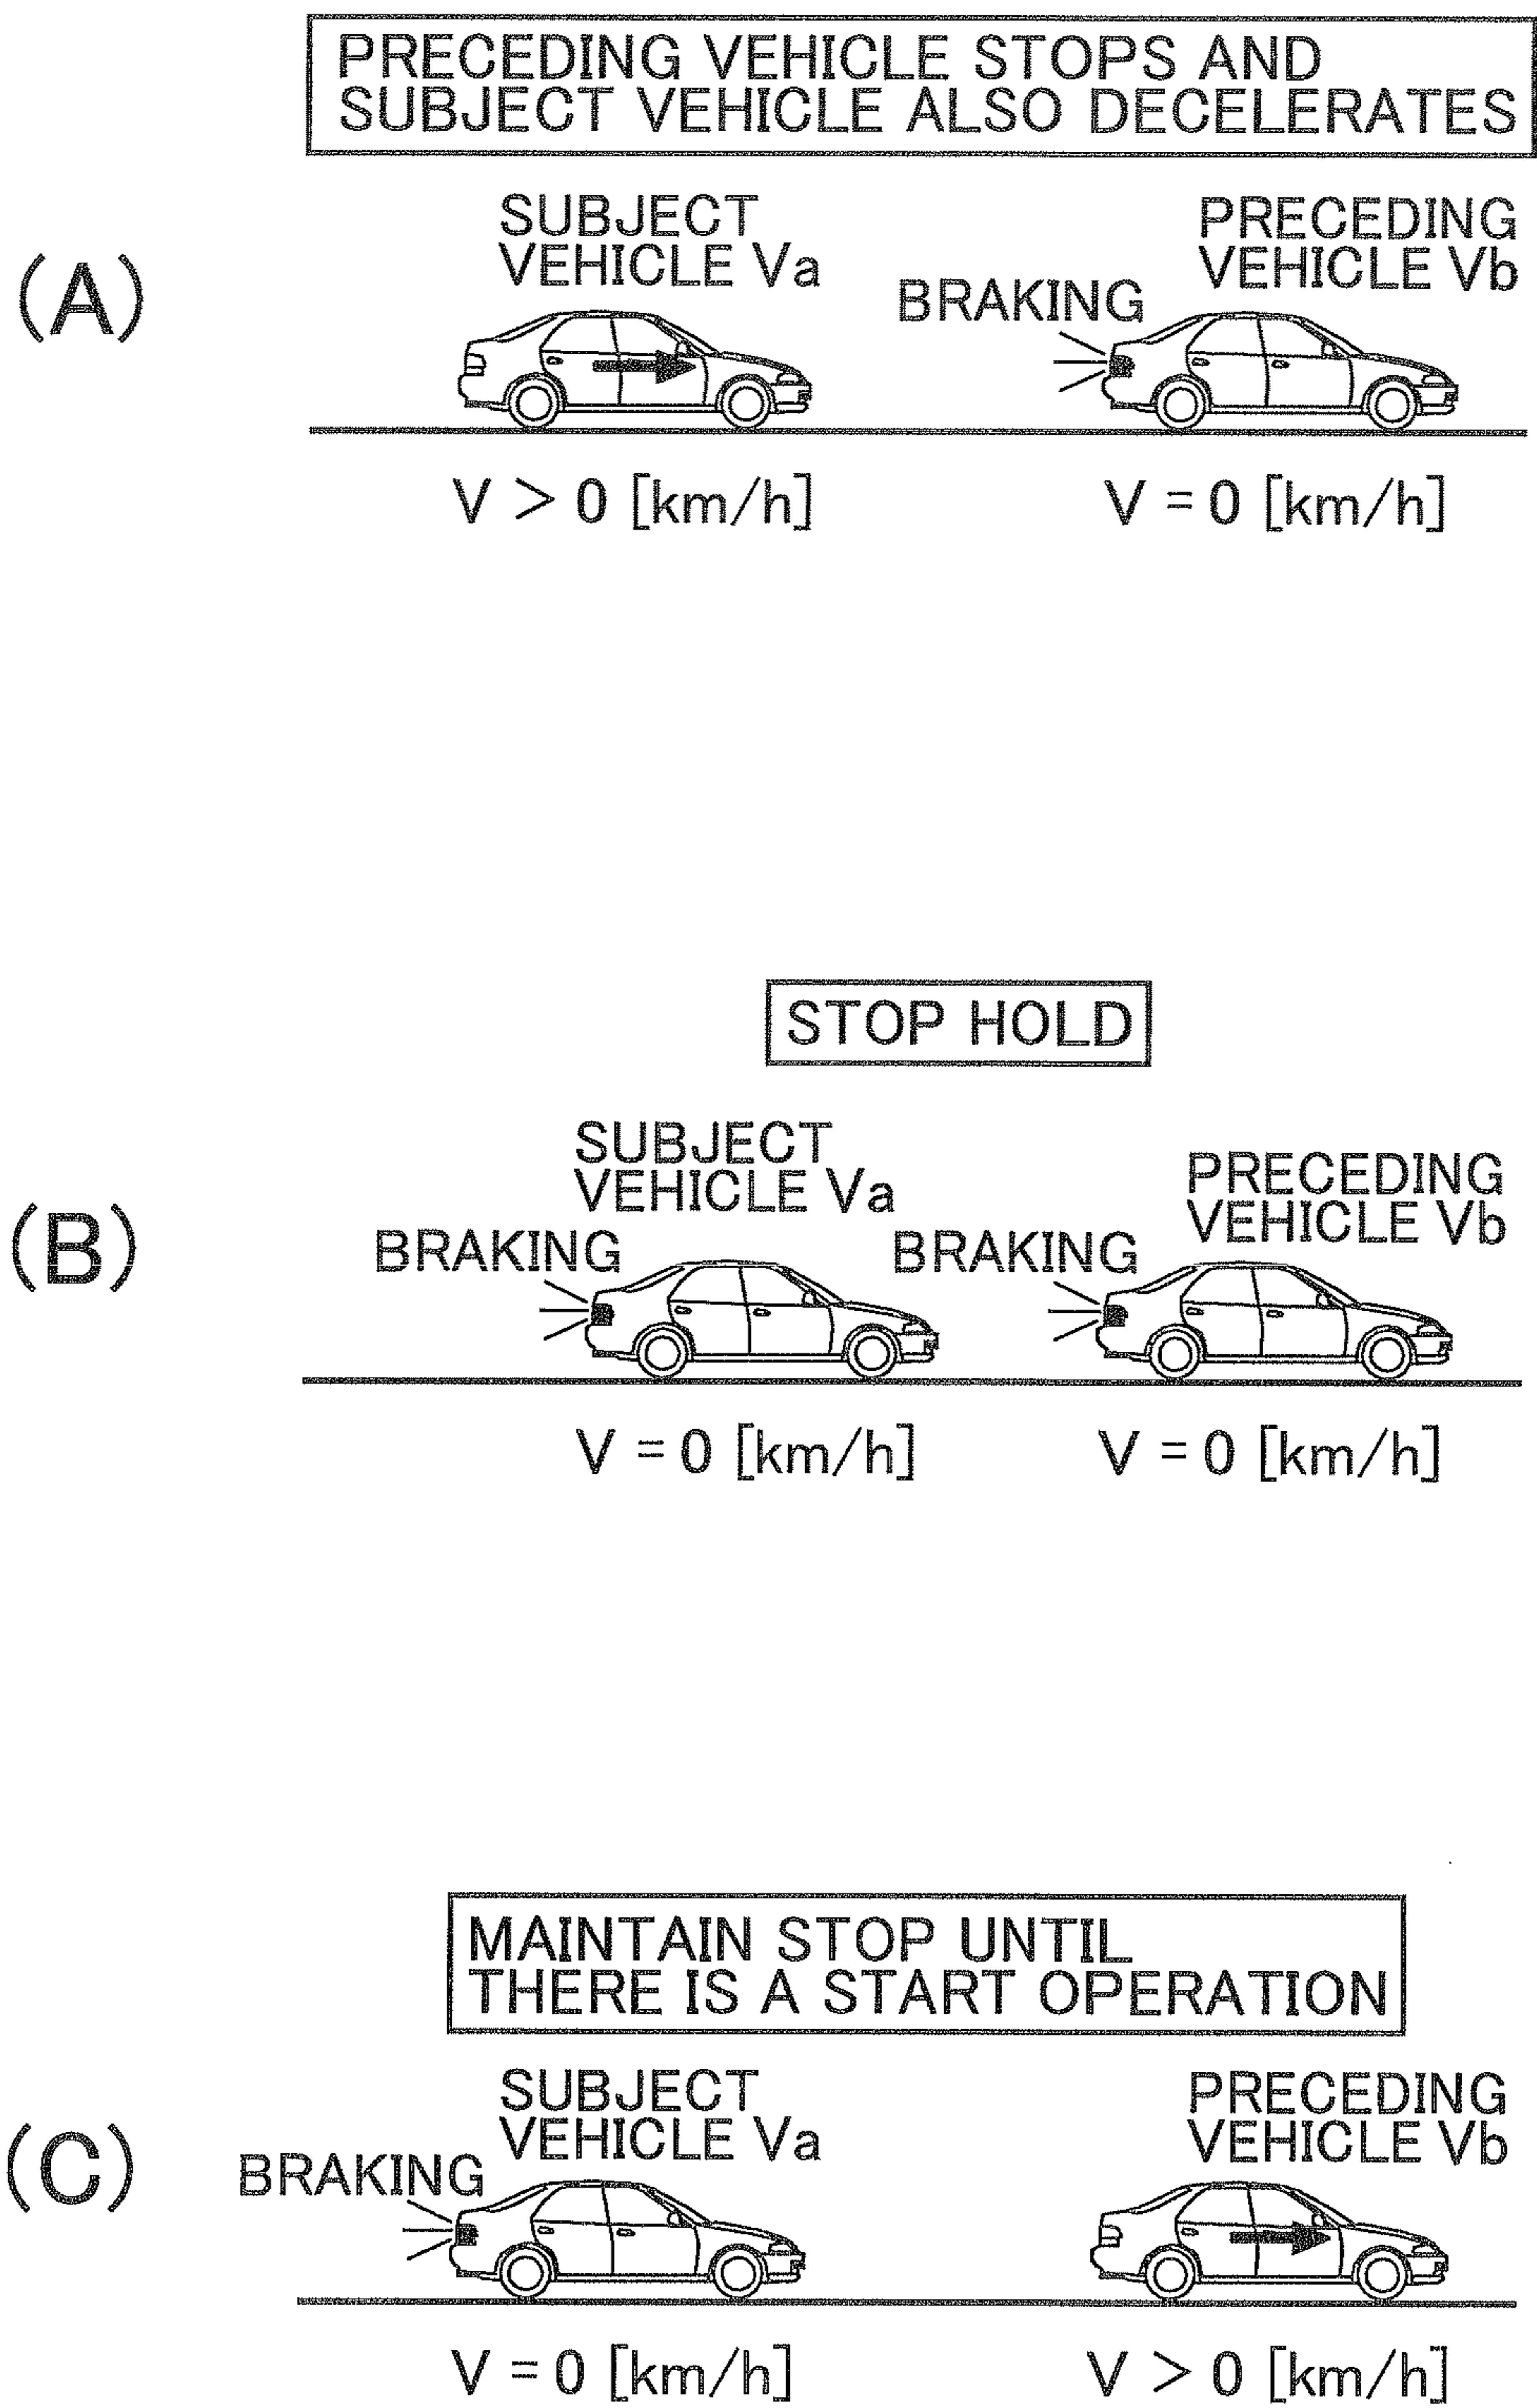 PRECEDING VEHICLE STOPS AND
SUBJECT VEHICLE ALSO DECELERATES
(A)
SUBJECT
VEHICLE Va
BRAKING
PRECEDING
VEHICLE Vb
V > 0 [km/h]
V = 0 [km/h]
STOP HOLD
(B)
BRAKING
SUBJECT
VEHICLE Va
BRAKING
PRECEDING
VEHICLE Vb
V = 0 [km/h]
V = 0 [km/h]
MAINTAIN STOP UNTIL
THERE IS A START OPERATION
(C)
BRAKING
SUBJECT
VEHICLE Va
PRECEDING
VEHICLE Vb
V = 0 [km/h]
V > 0 [km/h]